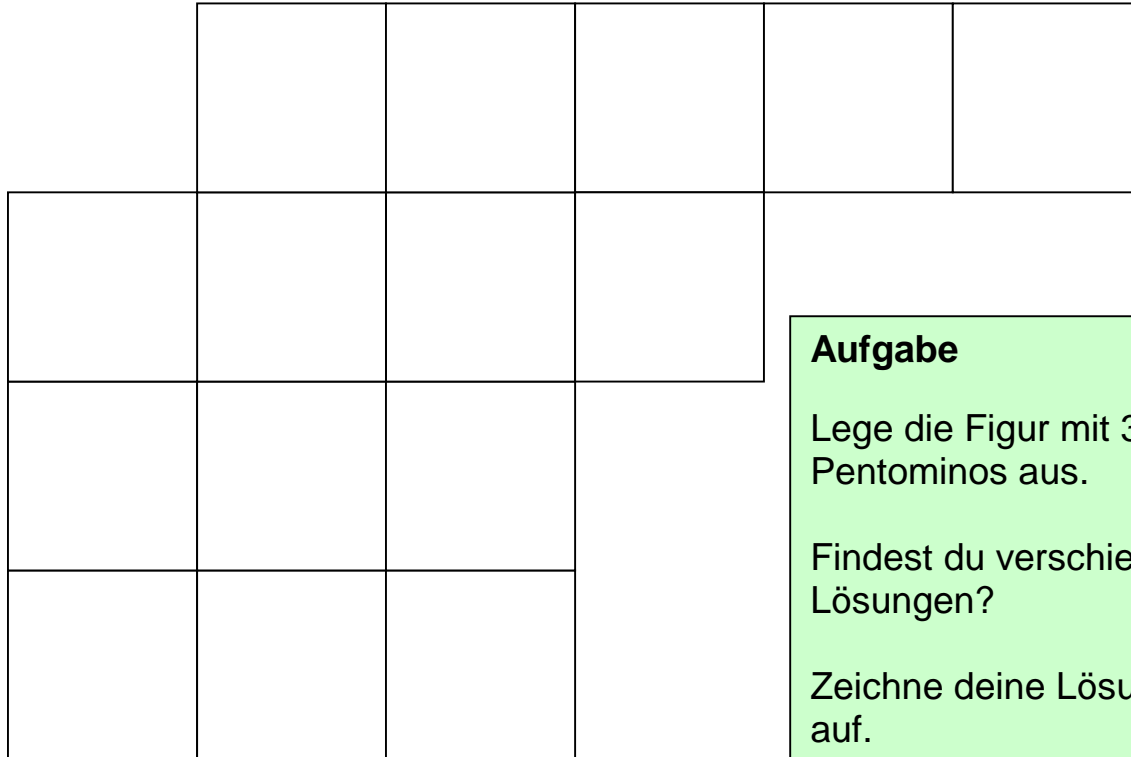 Aufgabe
Lege die Figur mit 3
Pentominos aus.
Findest du verschie
Lösungen?
Zeichne deine Lösu
auf.